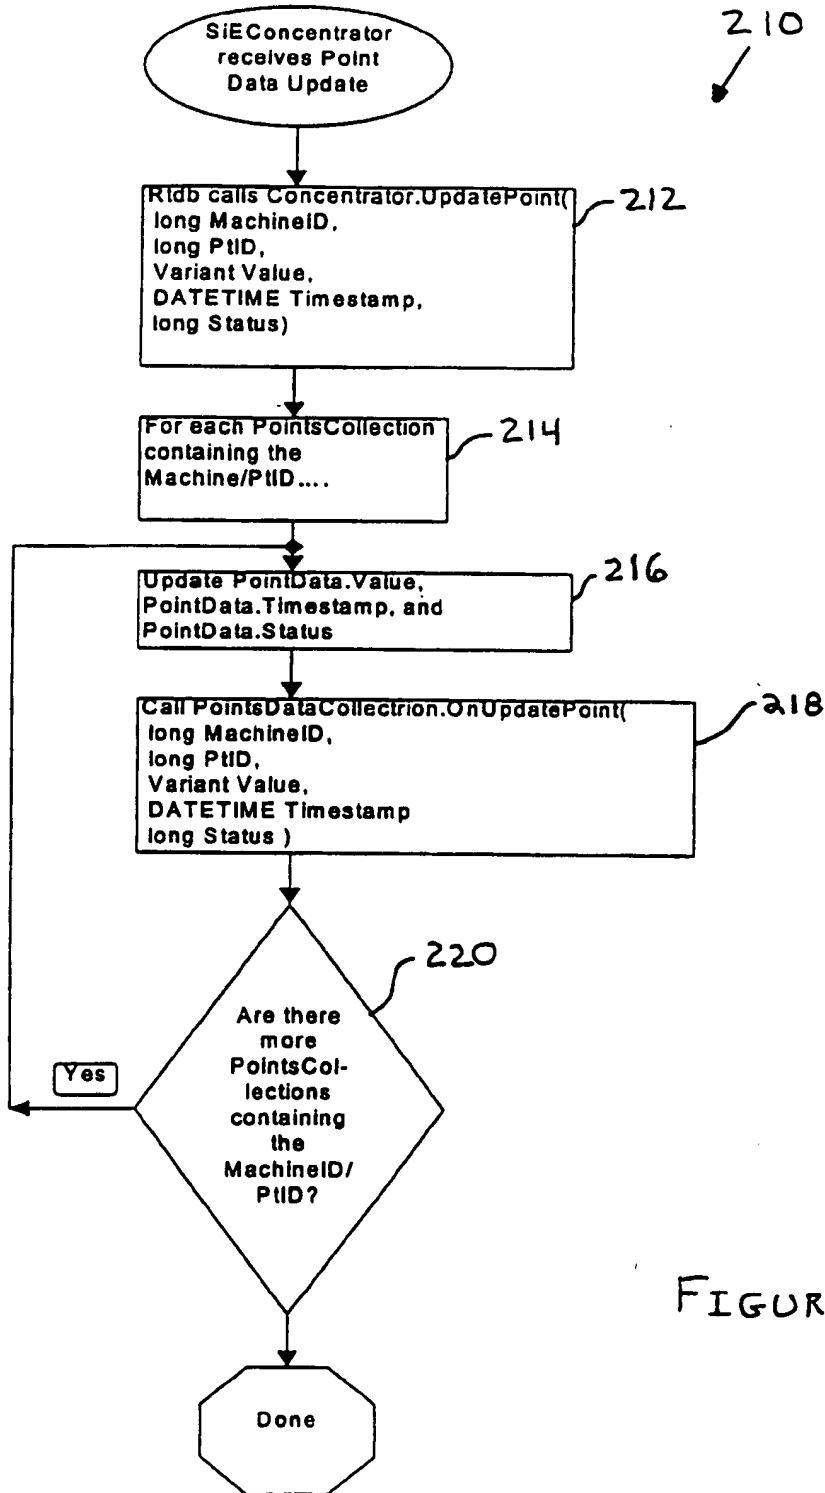 SiEConcentrator
receives Point
Data Update
210
Rtdb calls Concentrator.UpdatePoint(
long MachineID,
long PtID,
Variant Value,
DATETIME Timestamp,
long Status)
212
For each PointsCollection
containing the
Machine/PtID....
214
Update PointData.Value,
PointData.Timestamp, and
PointData.Status
216
Call PointsDataCollectrion.OnUpdatePoint(
long MachineID,
long PtID,
Variant Value,
DATETIME Timestamp
long Status )
218
220
Are there
more
PointsCol-
lections
containing
the
MachineID/
PtID?
Yes
FIGUR
Done